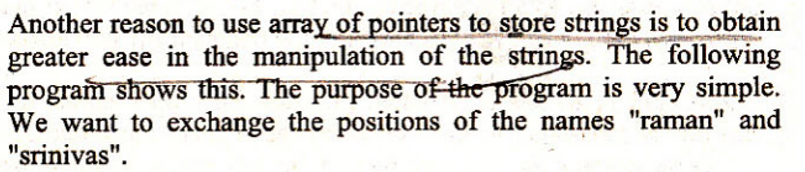 Another reason to use array of pointers to store strings is to obtain
greater ease in the manipulation of the strings. The following
program shows this. The purpose of the program is very simple.
We want to exchange the positions of the names "raman" and
"srinivas".